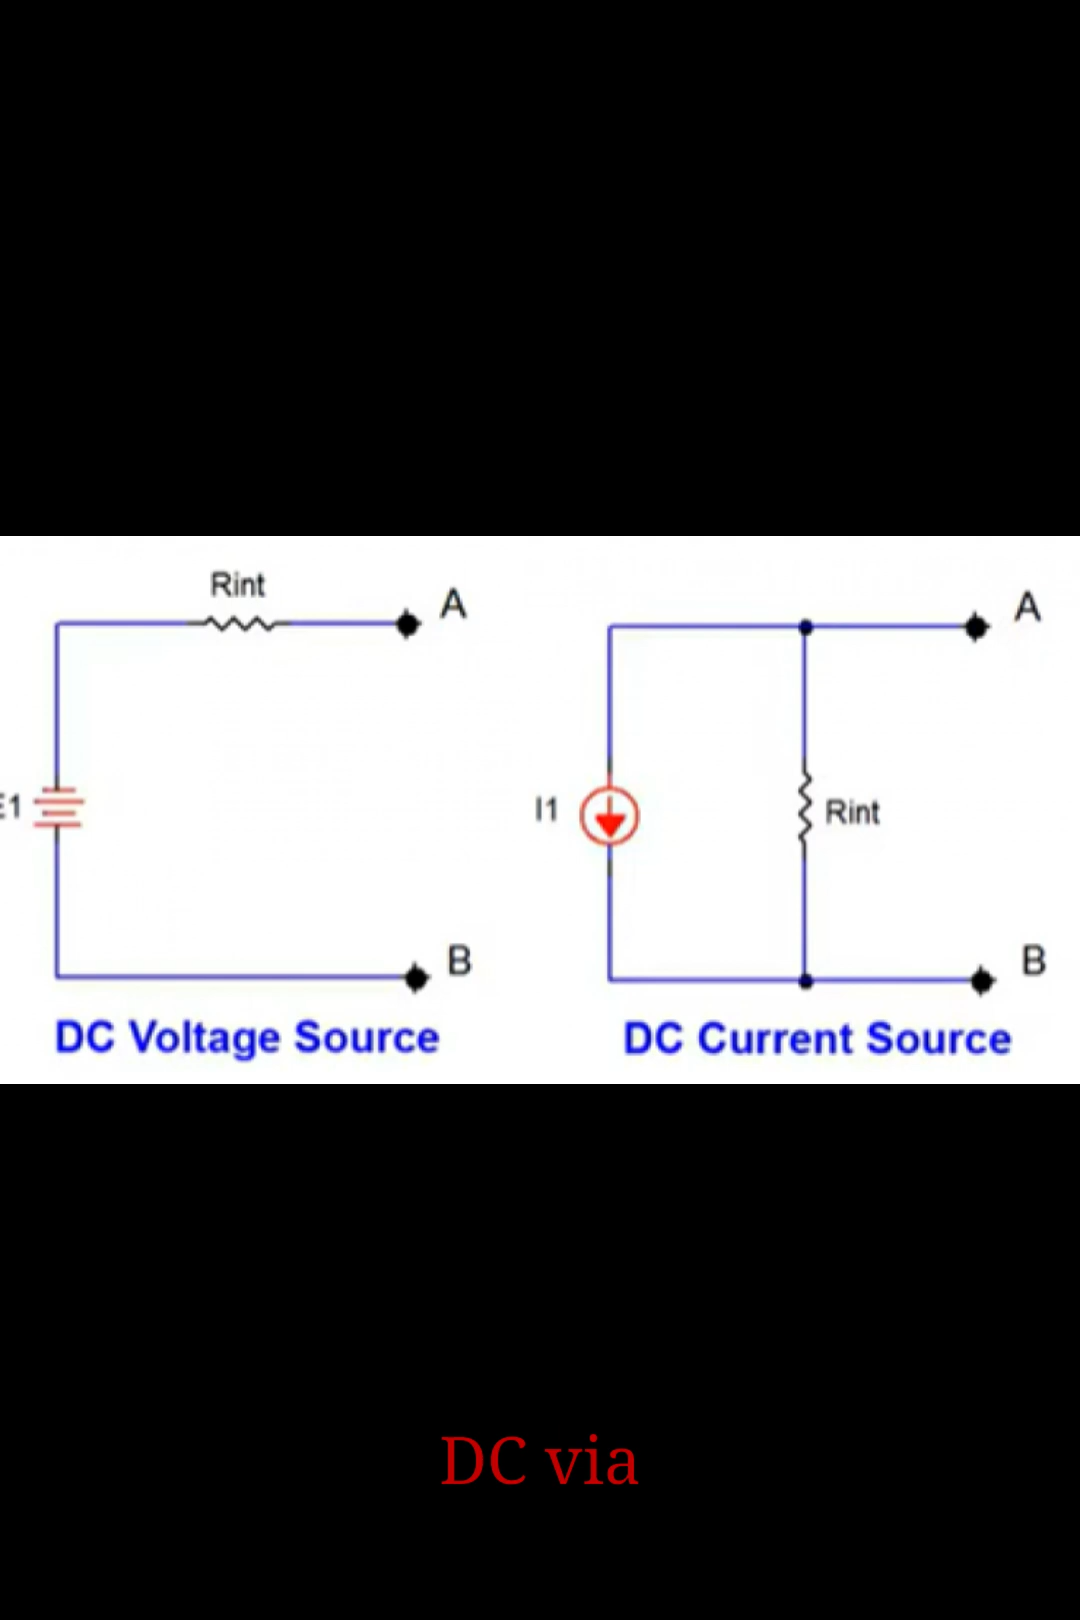 Rint
A
E1
B
DC Voltage Source
A
I1
Rint
B
DC Current Source
DC via